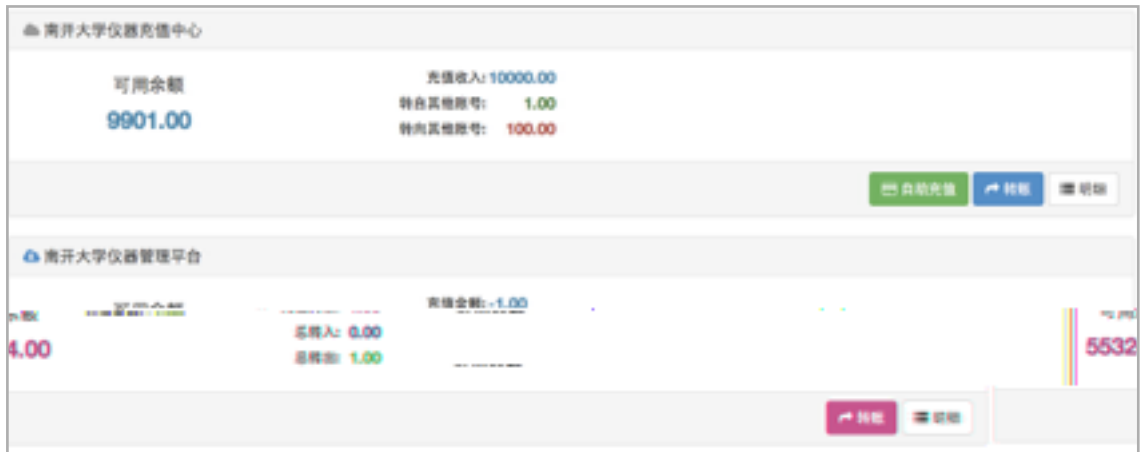 南开大学仪器充值中心
可用余额
9901.00
充值收入: 10000.00
转自其他账号: 1.00
转向其他账号: 100.00
自助充值 转账 明细
南开大学仪器管理平台
充值金额: -1.00
4.00
总转入: 0.00
总转出: 1.00
5532
转账 明细